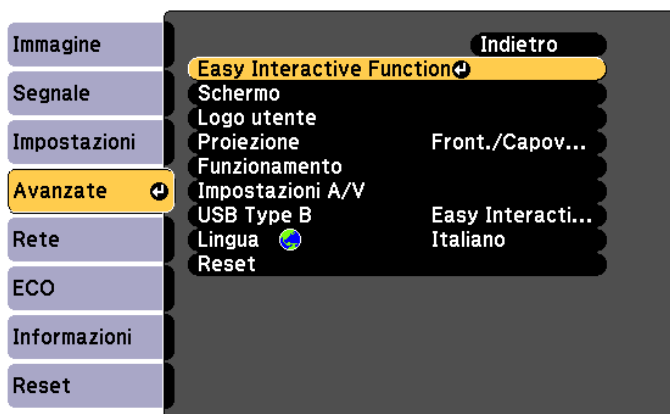 Immagine
Segnale
Impostazioni
Avanzate
Rete
ECO
Informazioni
Reset
Indietro
Easy Interactive Function
Schermo
Logo utente
Proiezione Front./Capov...
Funzionamento
Impostazioni A/V
USB Type B Easy Interacti...
Lingua Italiano
Reset